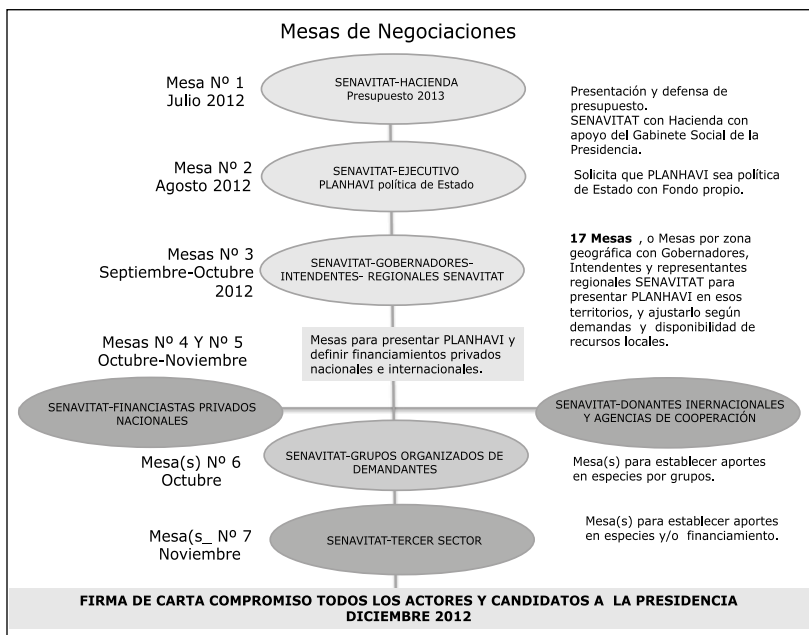 Mesas de Negociaciones
Mesa Nº 1
Julio 2012
SENAVITAT-HACIENDA
Presupuesto 2013
Presentación y defensa de
presupuesto.
SENAVITAT con Hacienda con
apoyo del Gabinete Social de la
Presidencia.
Mesa Nº 2
Agosto 2012
SENAVITAT-EJECUTIVO
PLANHAVI política de Estado
Solicita que PLANHAVI sea política
de Estado con Fondo propio.
Mesas Nº 3
Septiembre-Octubre
2012
SENAVITAT-GOBERNADORES-
INTENDENTES- REGIONALES SENAVITAT
17 Mesas , o Mesas por zona
geográfica con Gobernadores,
Intendentes y representantes
regionales SENAVITAT para
presentar PLANHAVI en esos
territorios, y ajustarlo según
demandas y disponibilidad de
recursos locales.
Mesas Nº 4 Y Nº 5
Octubre-Noviembre
Mesas para presentar PLANHAVI y
definir financiamientos privados
nacionales e internacionales.
SENAVITAT-FINANCIASTAS PRIVADOS
NACIONALES
SENAVITAT-DONANTES INERNACIONALES
Y AGENCIAS DE COOPERACIÓN
Mesa(s) Nº 6
Octubre
SENAVITAT-GRUPOS ORGANIZADOS DE
DEMANDANTES
Mesa(s) para establecer aportes
en especies por grupos.
Mesa(s_ Nº 7
Noviembre
SENAVITAT-TERCER SECTOR
Mesa(s) para establecer aportes
en especies y/o financiamiento.
FIRMA DE CARTA COMPROMISO TODOS LOS ACTORES Y CANDIDATOS A LA PRESIDENCIA
DICIEMBRE 2012